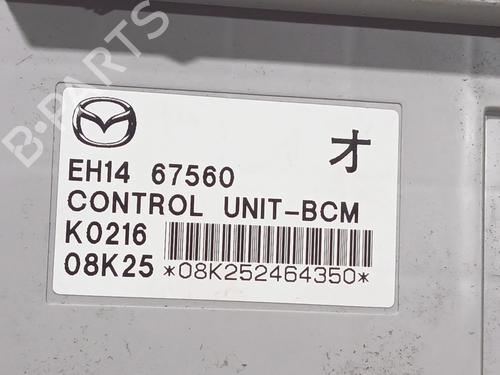 B-PARTS
オ
EH14 67560
CONTROL UNIT-BCM
K0216
08K25 *08K252464350*